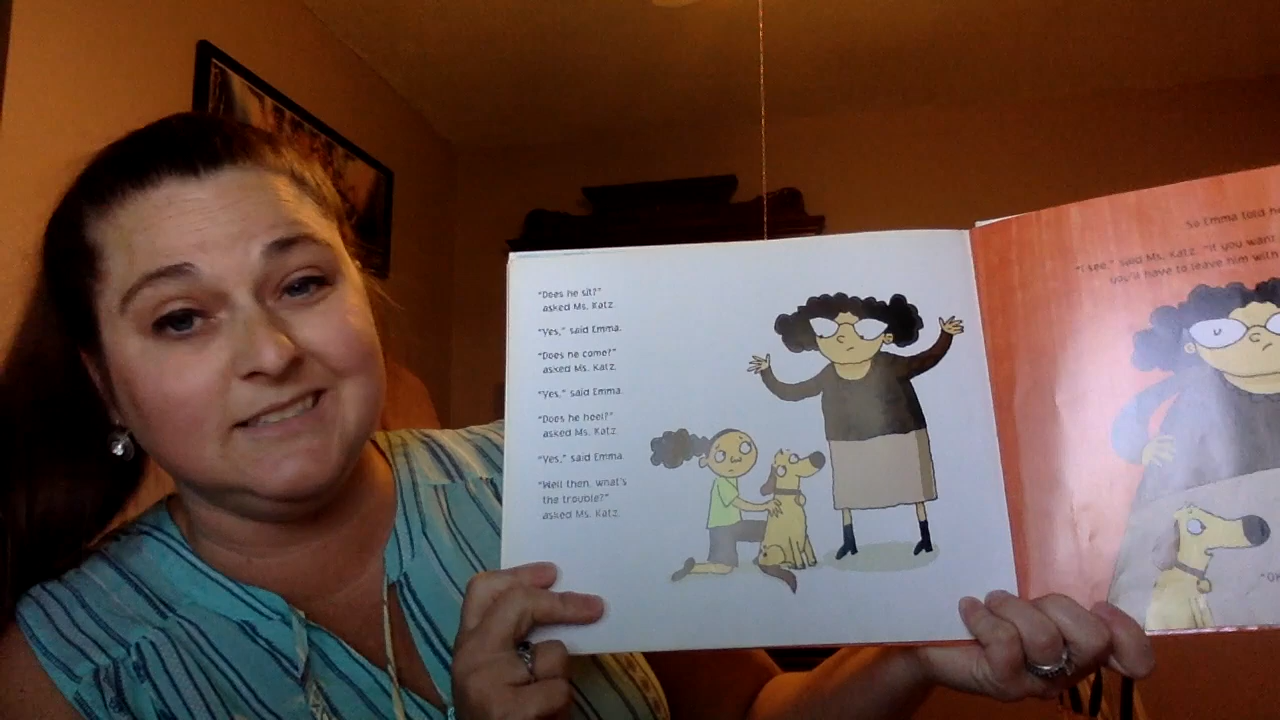 "Does he sit?"
asked Ms. Katz.
"Yes," said Emma.
"Does he come?"
asked Ms. Katz.
"Yes," said Emma.
"Does he heel?"
asked Ms. Katz.
"Yes," said Emma.
"Well then, what's
the trouble?"
asked Ms. Katz.
So Emma told
"I see," said Ms. Katz. "If you want
you'll have to leave him with